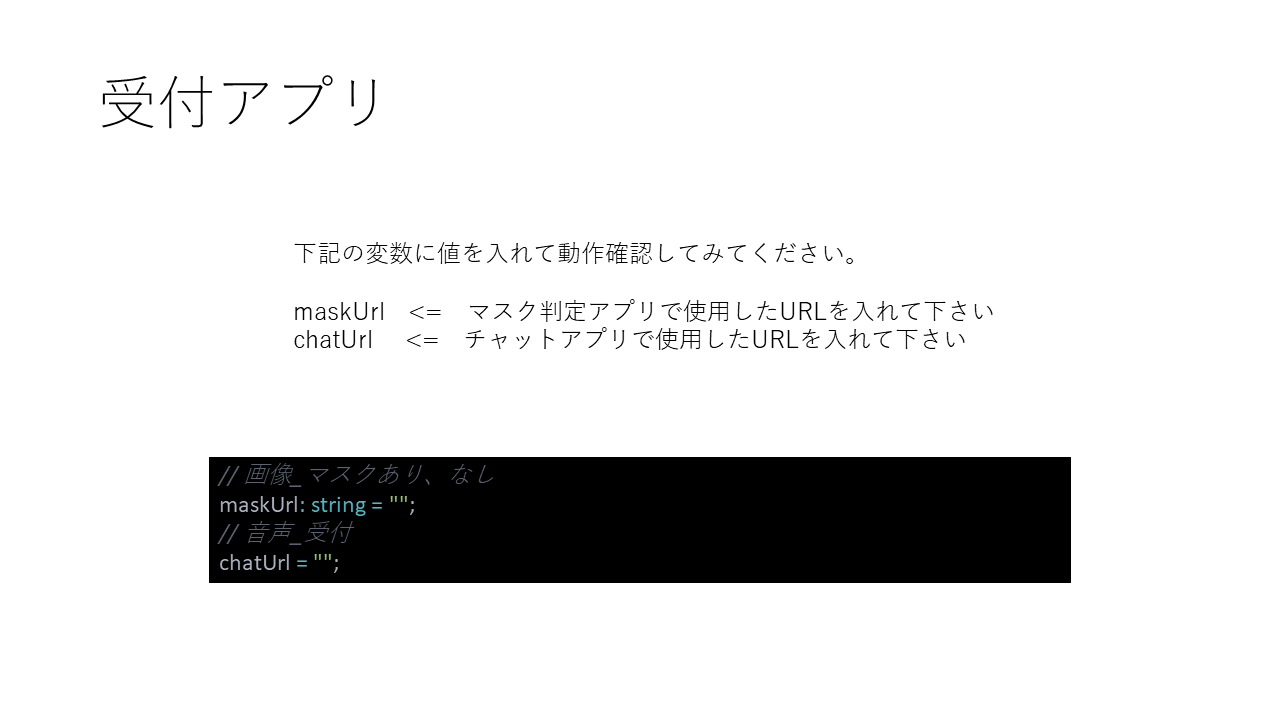 受付アプリ
下記の変数に値を入れて動作確認してみてください。
maskUrl　<=　マスク判定アプリで使用したURLを入れて下さい
chatUrl　<=　チャットアプリで使用したURLを入れて下さい
// 画像_マスクあり、なし
maskUrl: string = "";
// 音声_受付
chatUrl = "";